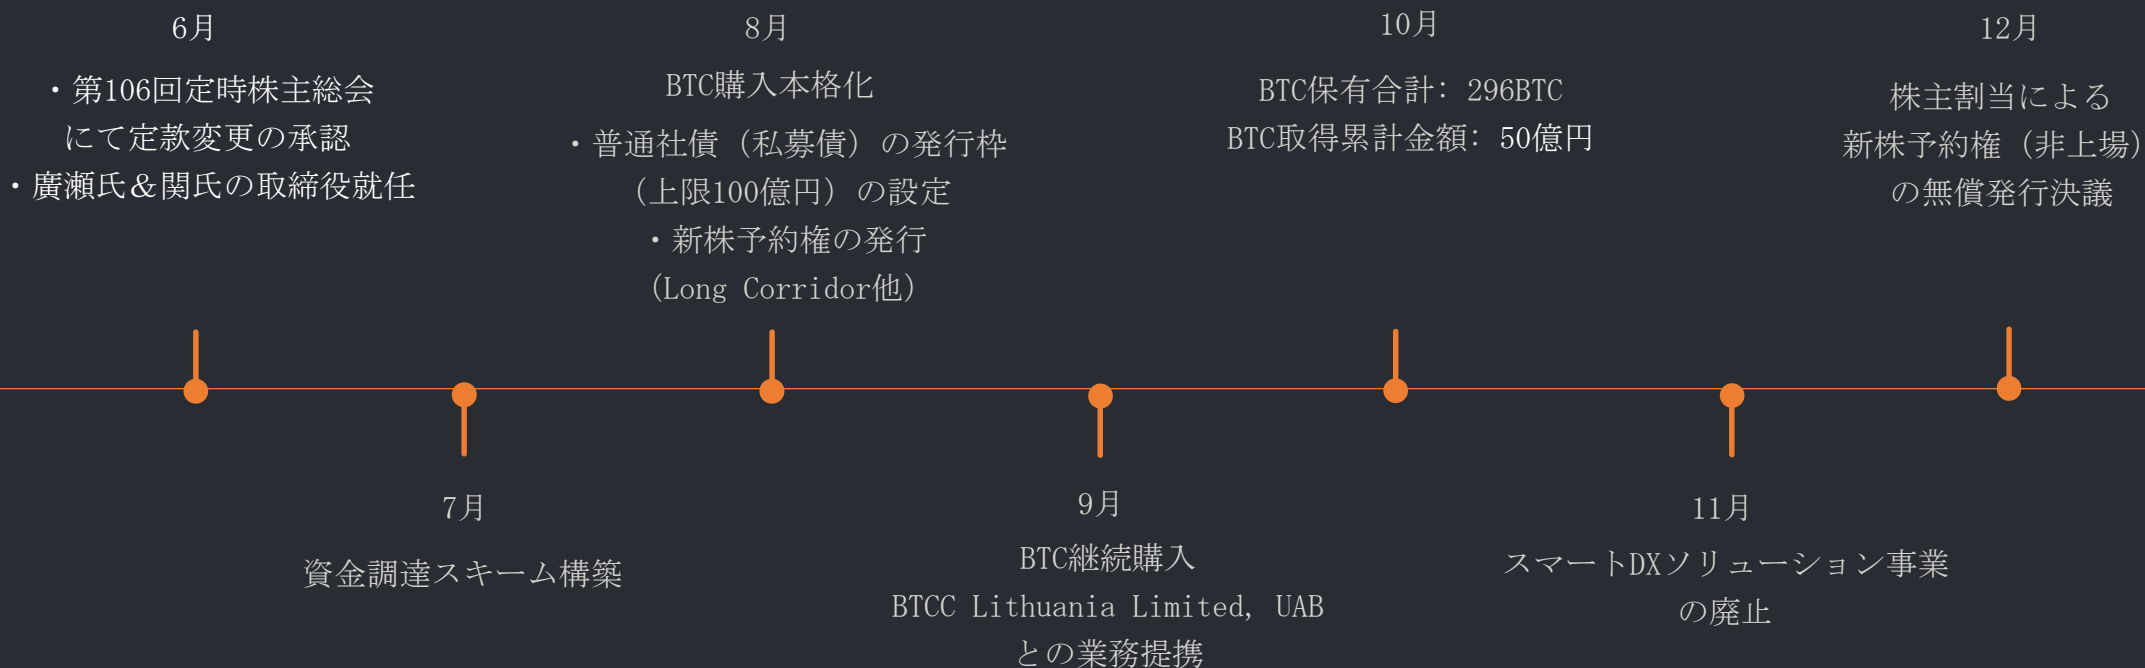 6月
・第106回定時株主総会
にて定款変更の承認
・廣瀬氏＆関氏の取締役就任
7月
資金調達スキーム構築
8月
BTC購入本格化
・普通社債（私募債）の発行枠
（上限100億円）の設定
・新株予約権の発行
（Long Corridor他）
9月
BTC継続購入
BTCC Lithuania Limited, UAB
との業務提携
10月
BTC保有合計：296BTC
BTC取得累計金額：50億円
11月
スマートDXソリューション事業
の廃止
12月
株主割当による
新株予約権（非上場）
の無償発行決議